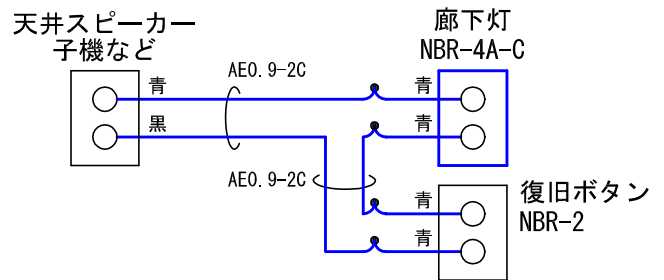 天井スピーカー
子機など
廊下灯
NBR-4A-C
AE0.9-2C
青
青
黒
青
AE0.9-2C
青
青
復旧ボタン
NBR-2